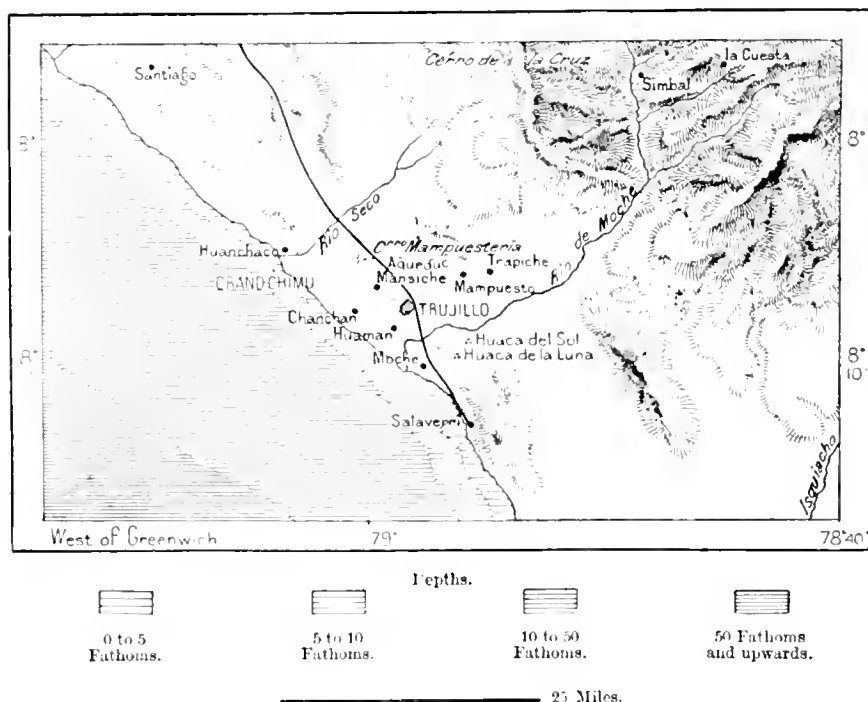 Cerro de la Cruz
la Cuesta
Santiago
Simbal
8°
8°
Rio Seco
Rio de Moche
Huanchaco
Cerro Mampuesteria
Aqueduc
Trapiche
GRAND CHIMU
Mansiche
Mampuesto
TRUJILLO
Chanchan
Huaman
Huaca del Sol
Huaca de la Luna
8°
8°
10'
Moche
Salaverri
West of Greenwich
79°
78°40'
Depths.
0 to 5
Fathoms.
5 to 10
Fathoms.
10 to 50
Fathoms.
50 Fathoms
and upwards.
25 Miles.